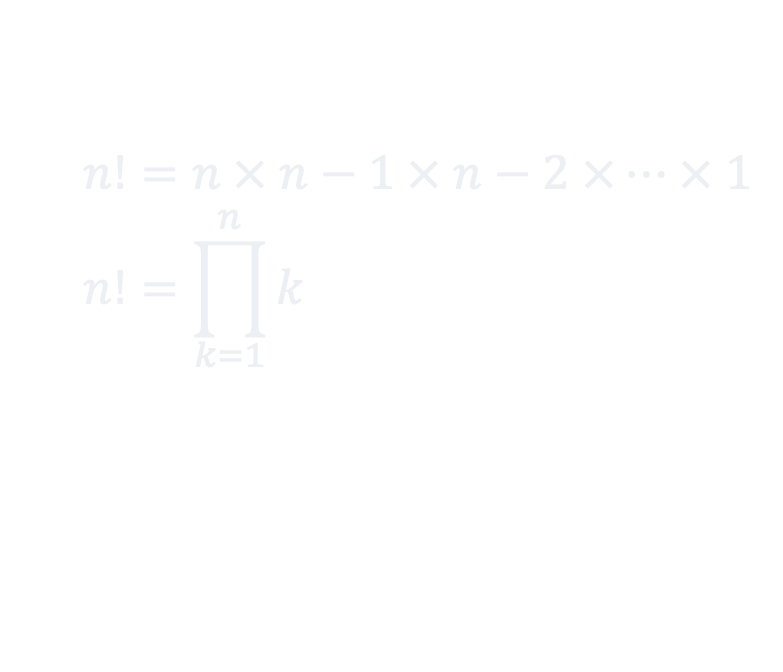 n! = n × n − 1 × n − 2 × ⋯ × 1
n! = ∏_{k=1}^{n} k